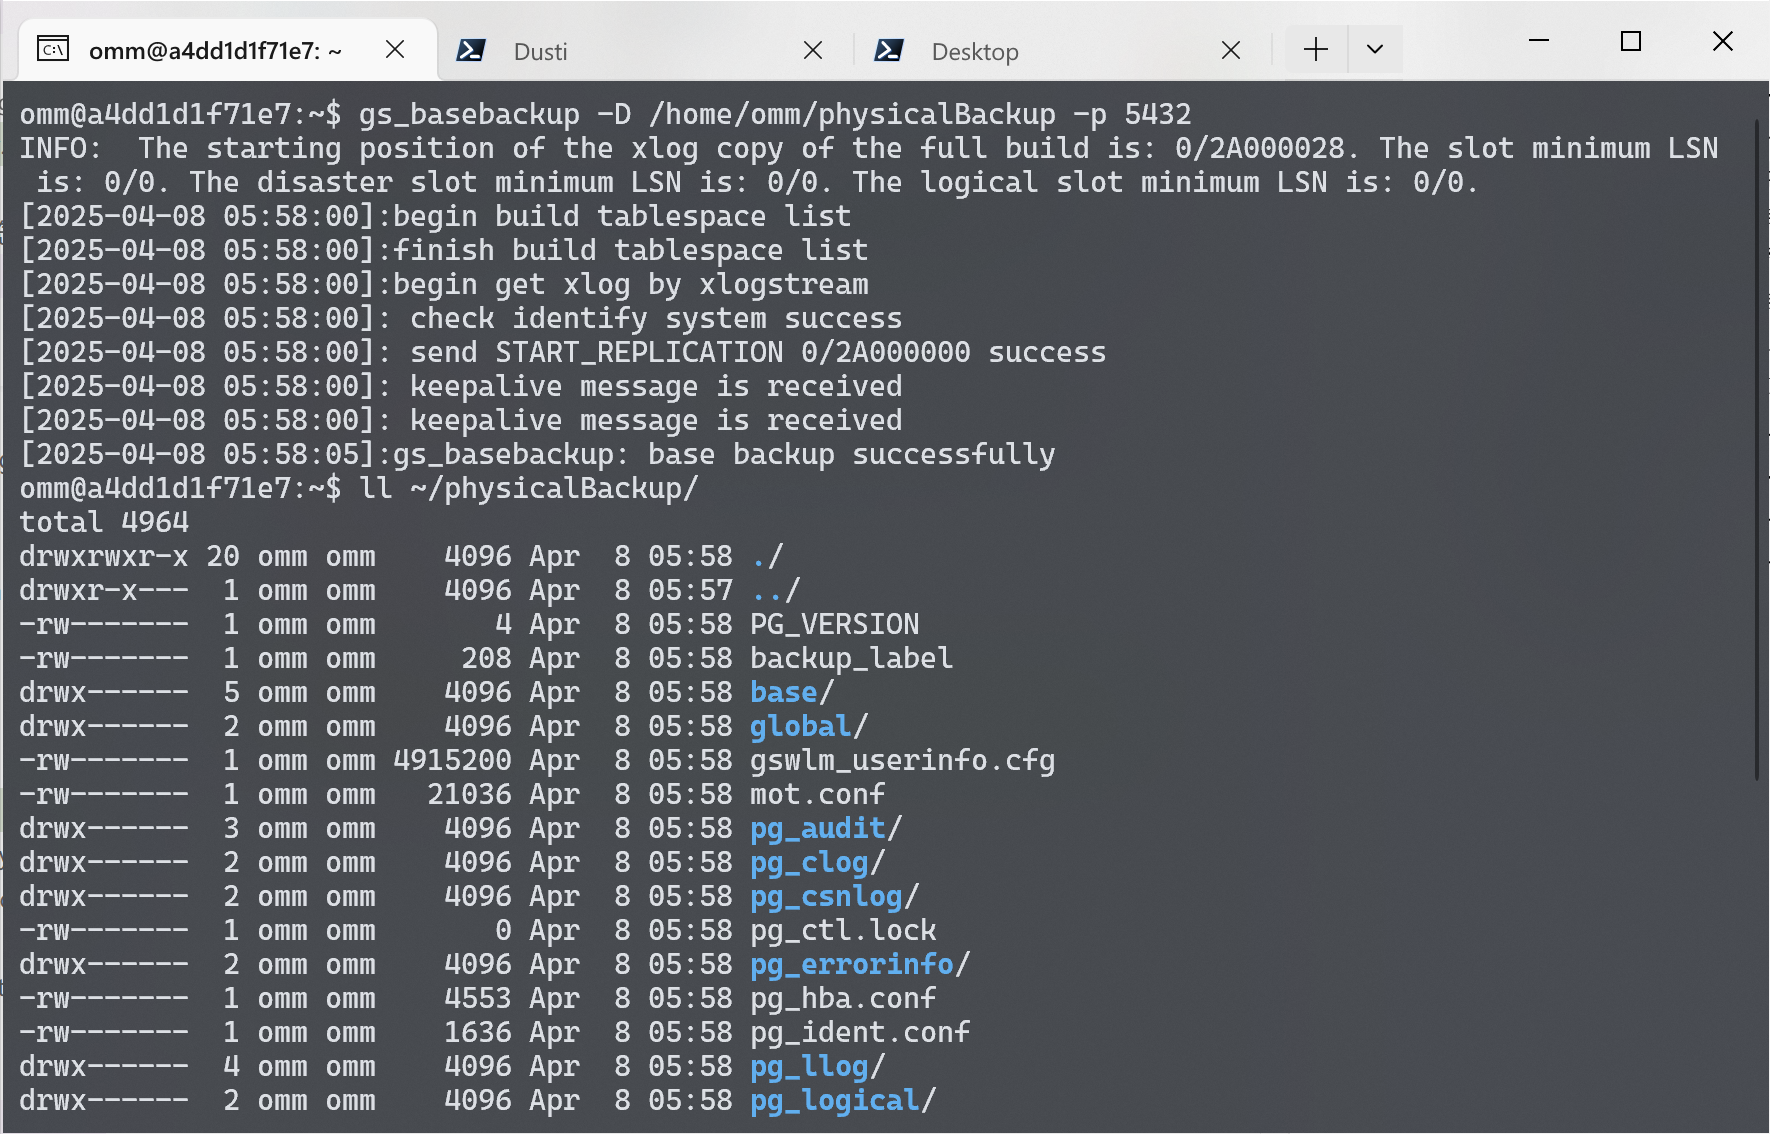 omm@a4dd1d1f71e7: ~
Dusti
Desktop
omm@a4dd1d1f71e7:~$ gs_basebackup -D /home/omm/physicalBackup -p 5432
INFO:  The starting position of the xlog copy of the full build is: 0/2A000028. The slot minimum LSN
 is: 0/0. The disaster slot minimum LSN is: 0/0. The logical slot minimum LSN is: 0/0.
[2025-04-08 05:58:00]:begin build tablespace list
[2025-04-08 05:58:00]:finish build tablespace list
[2025-04-08 05:58:00]:begin get xlog by xlogstream
[2025-04-08 05:58:00]: check identify system success
[2025-04-08 05:58:00]: send START_REPLICATION 0/2A000000 success
[2025-04-08 05:58:00]: keepalive message is received
[2025-04-08 05:58:00]: keepalive message is received
[2025-04-08 05:58:05]:gs_basebackup: base backup successfully
omm@a4dd1d1f71e7:~$ ll ~/physicalBackup/
total 4964
drwxrwxr-x 20 omm omm    4096 Apr  8 05:58 ./
drwxr-x---  1 omm omm    4096 Apr  8 05:57 ../
-rw-------  1 omm omm       4 Apr  8 05:58 PG_VERSION
-rw-------  1 omm omm     208 Apr  8 05:58 backup_label
drwx------  5 omm omm    4096 Apr  8 05:58 base/
drwx------  2 omm omm    4096 Apr  8 05:58 global/
-rw-------  1 omm omm 4915200 Apr  8 05:58 gswlm_userinfo.cfg
-rw-------  1 omm omm   21036 Apr  8 05:58 mot.conf
drwx------  3 omm omm    4096 Apr  8 05:58 pg_audit/
drwx------  2 omm omm    4096 Apr  8 05:58 pg_clog/
drwx------  2 omm omm    4096 Apr  8 05:58 pg_csnlog/
-rw-------  1 omm omm       0 Apr  8 05:58 pg_ctl.lock
drwx------  2 omm omm    4096 Apr  8 05:58 pg_errorinfo/
-rw-------  1 omm omm    4553 Apr  8 05:58 pg_hba.conf
-rw-------  1 omm omm    1636 Apr  8 05:58 pg_ident.conf
drwx------  4 omm omm    4096 Apr  8 05:58 pg_llog/
drwx------  2 omm omm    4096 Apr  8 05:58 pg_logical/